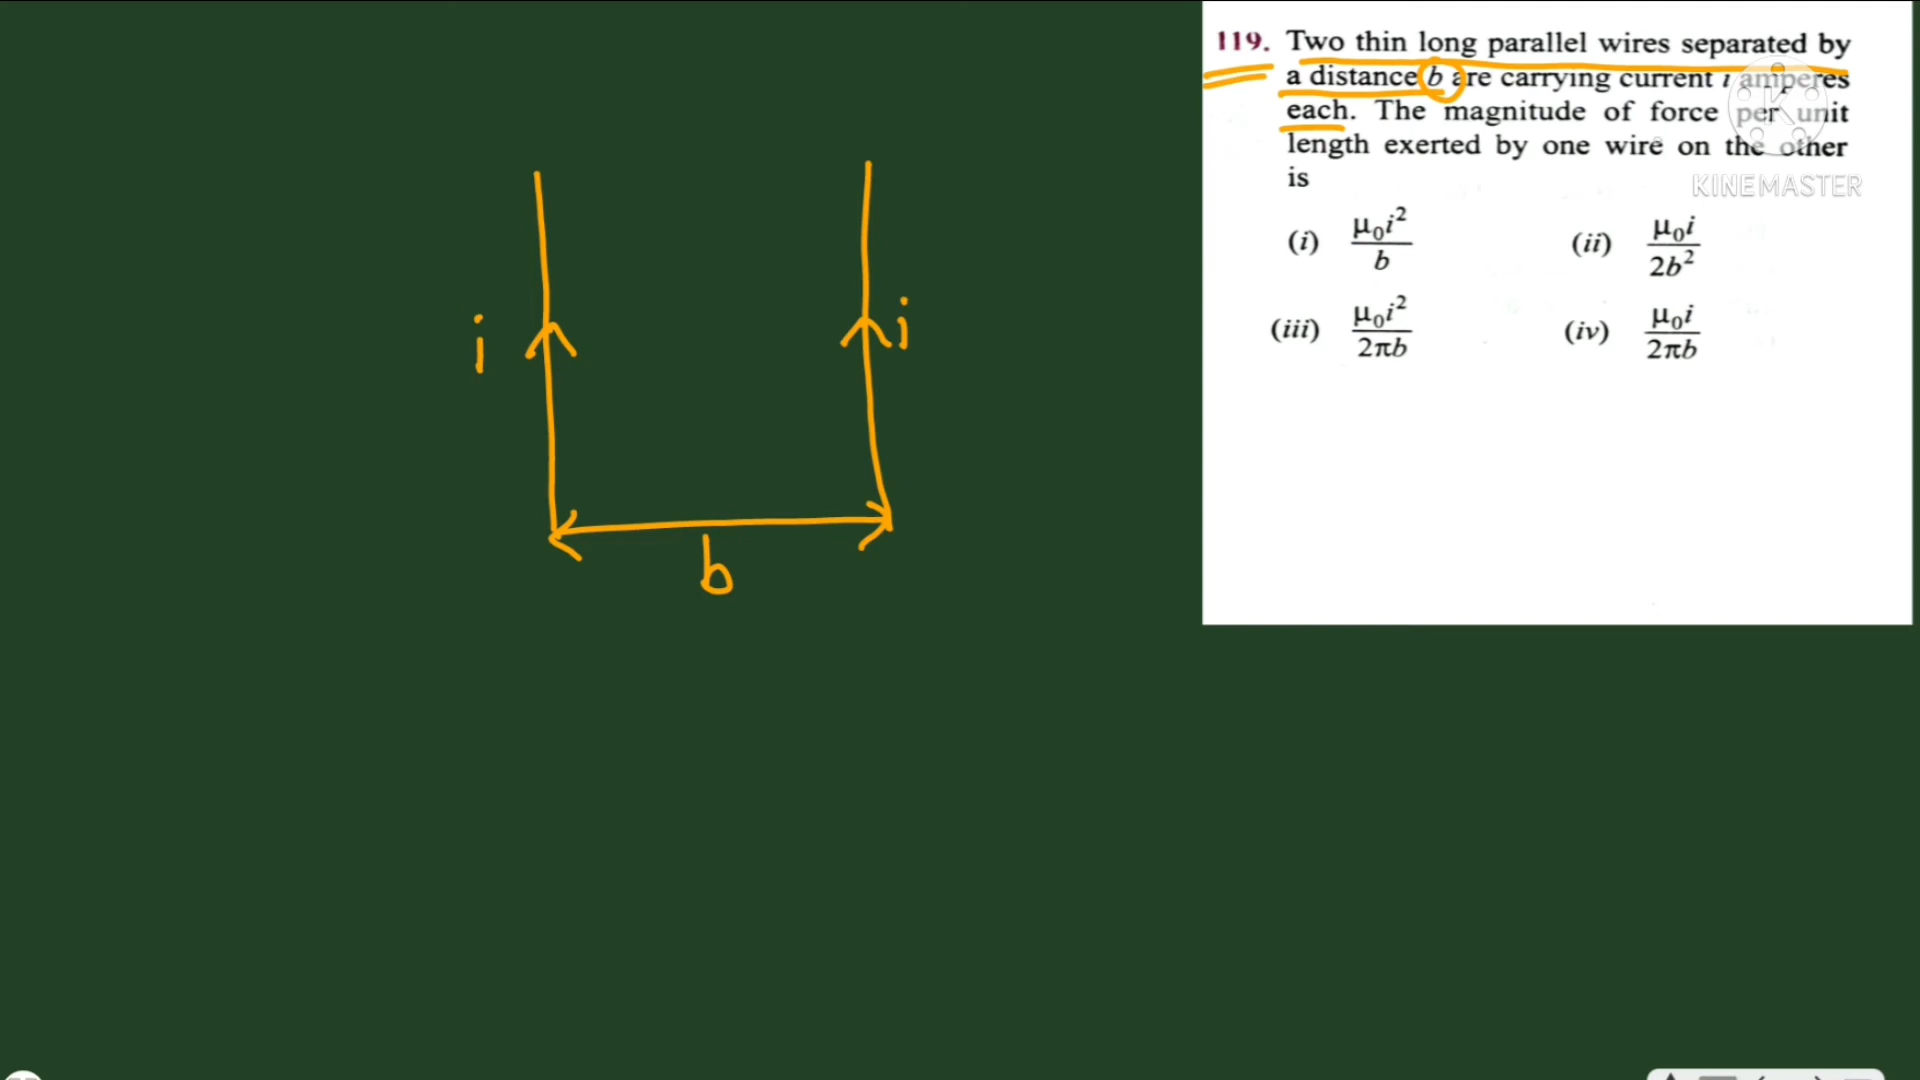 119. Two thin long parallel wires separated by
a distance b are carrying current i amperes
each. The magnitude of force per unit
length exerted by one wire on the other
is
(i) μ₀i²/b (ii) μ₀i/2b²
(iii) μ₀i²/2πb (iv) μ₀i/2πb
KINEMASTER
i i
b